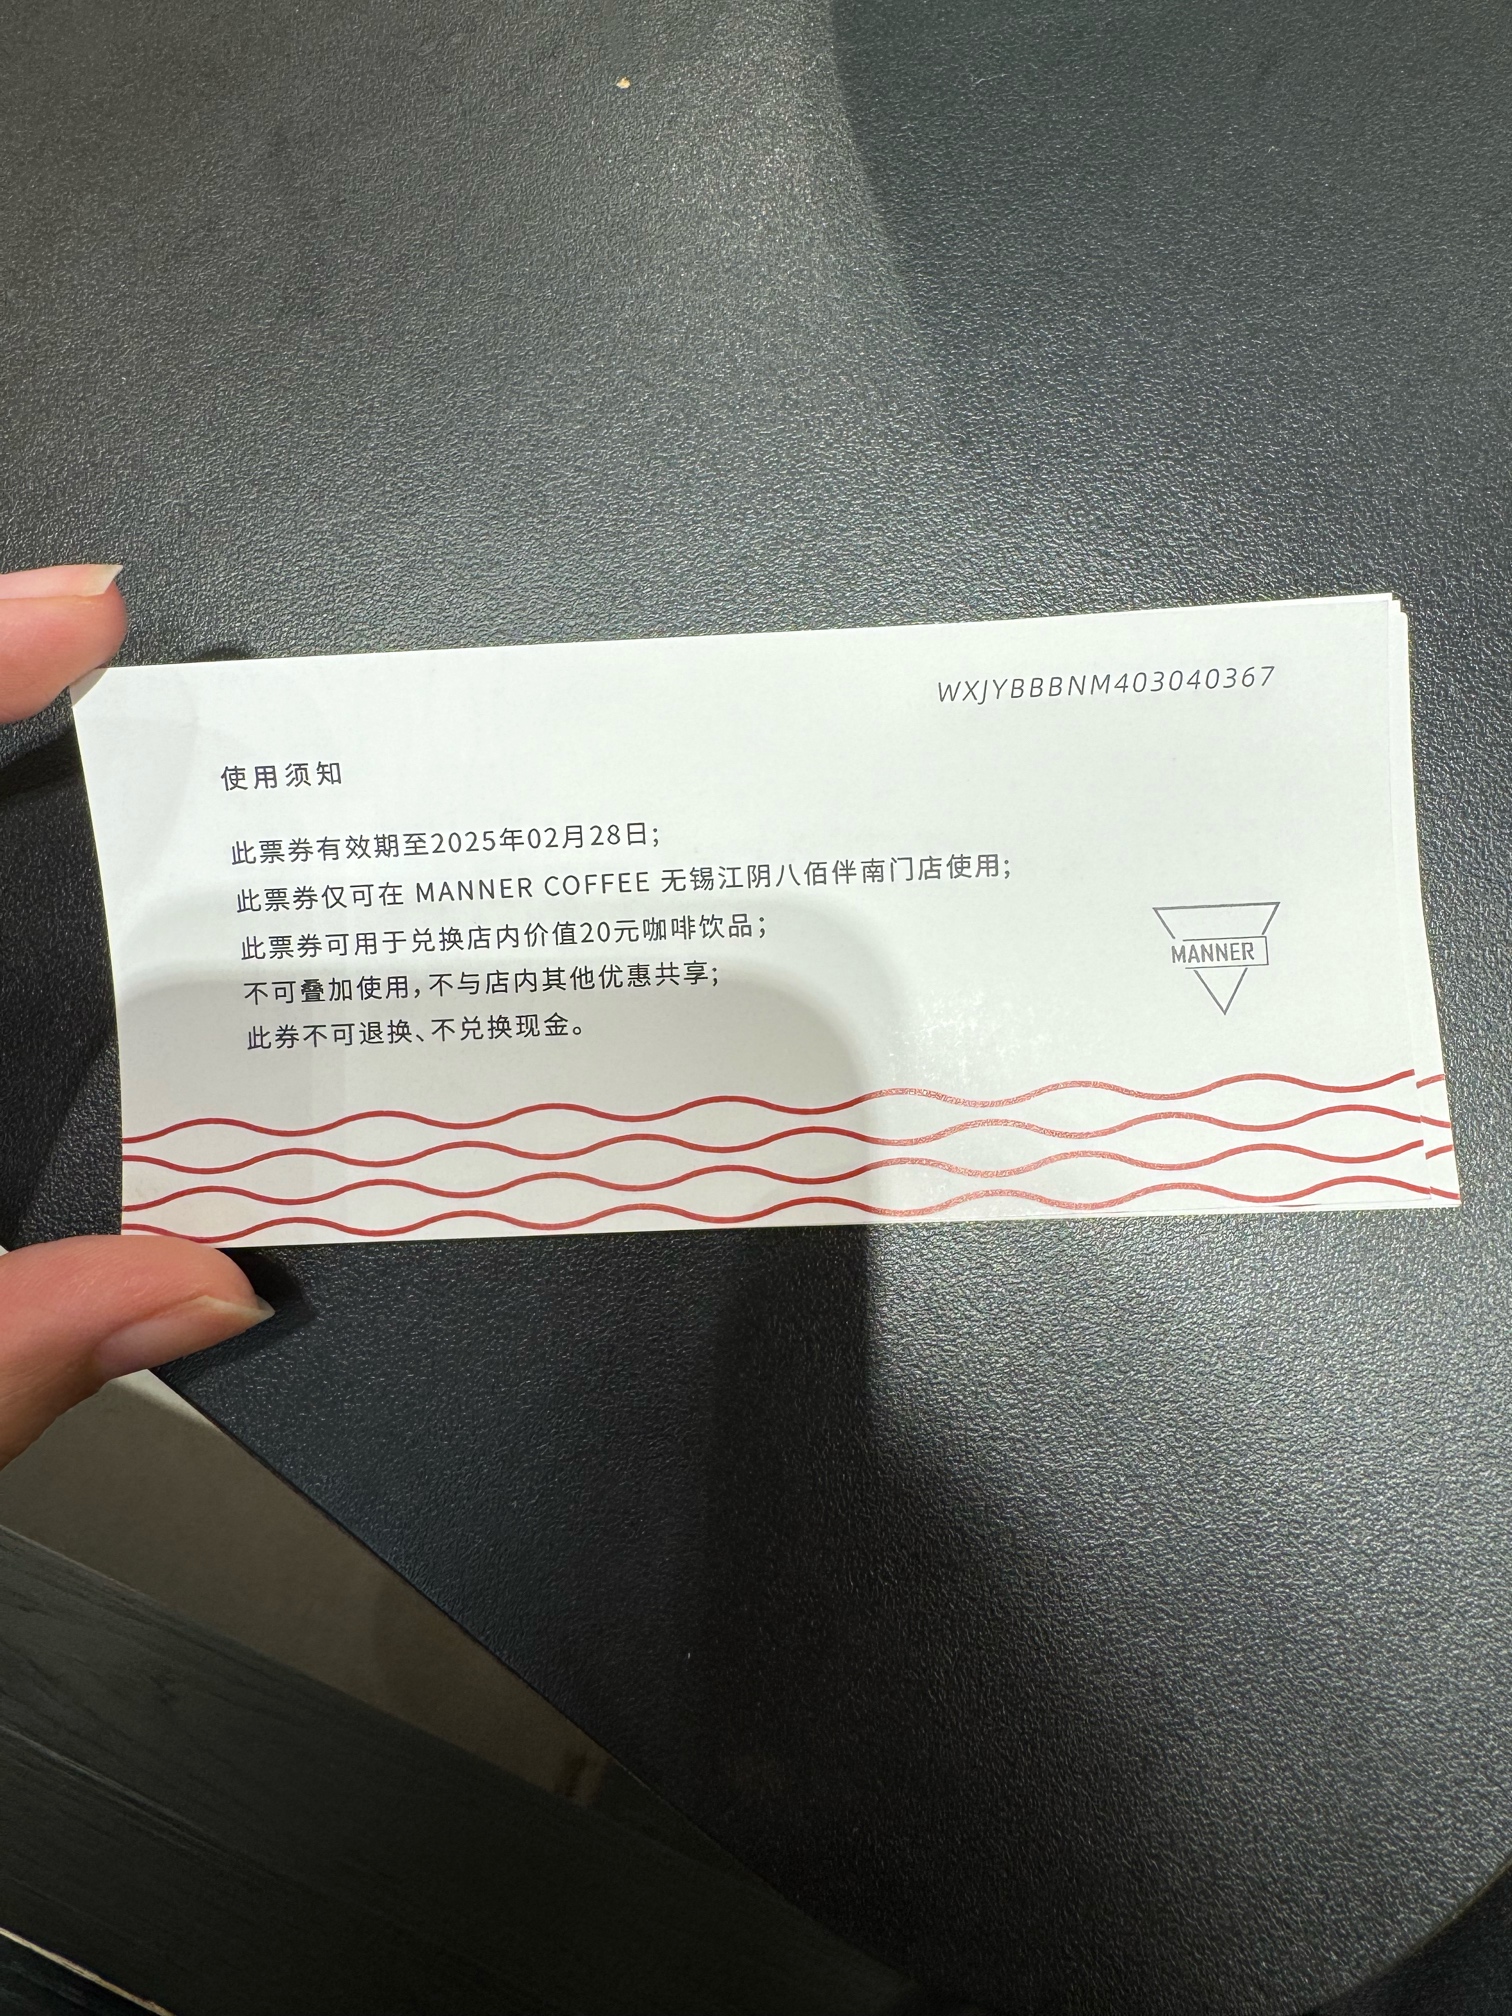 WXJYBBBNM403040367
使用须知
此票券有效期至2025年02月28日;
此票券仅可在 MANNER COFFEE 无锡江阴八佰伴南门店使用;
此票券可用于兑换店内价值20元咖啡饮品;
不可叠加使用,不与店内其他优惠共享;
此券不可退换、不兑换现金。
MANNER